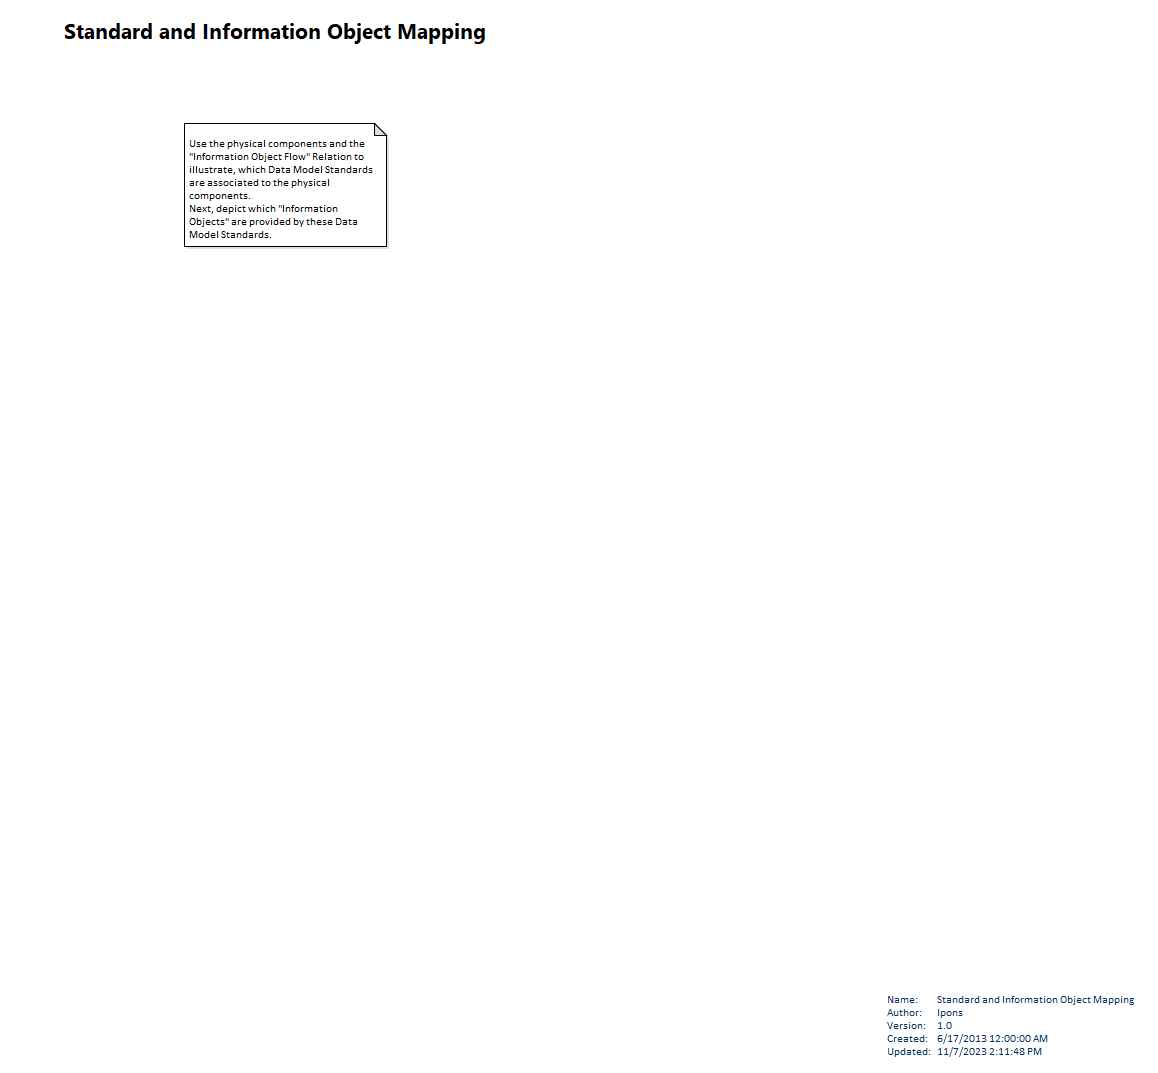 Standard and Information Object Mapping
Use the physical components and the
"Information Object Flow" Relation to
illustrate, which Data Model Standards
are associated to the physical
components.
Next, depict which "Information
Objects" are provided by these Data
Model Standards.
Name: Standard and Information Object Mapping
Author: lpons
Version: 1.0
Created: 6/17/2013 12:00:00 AM
Updated: 11/7/2023 2:11:48 PM